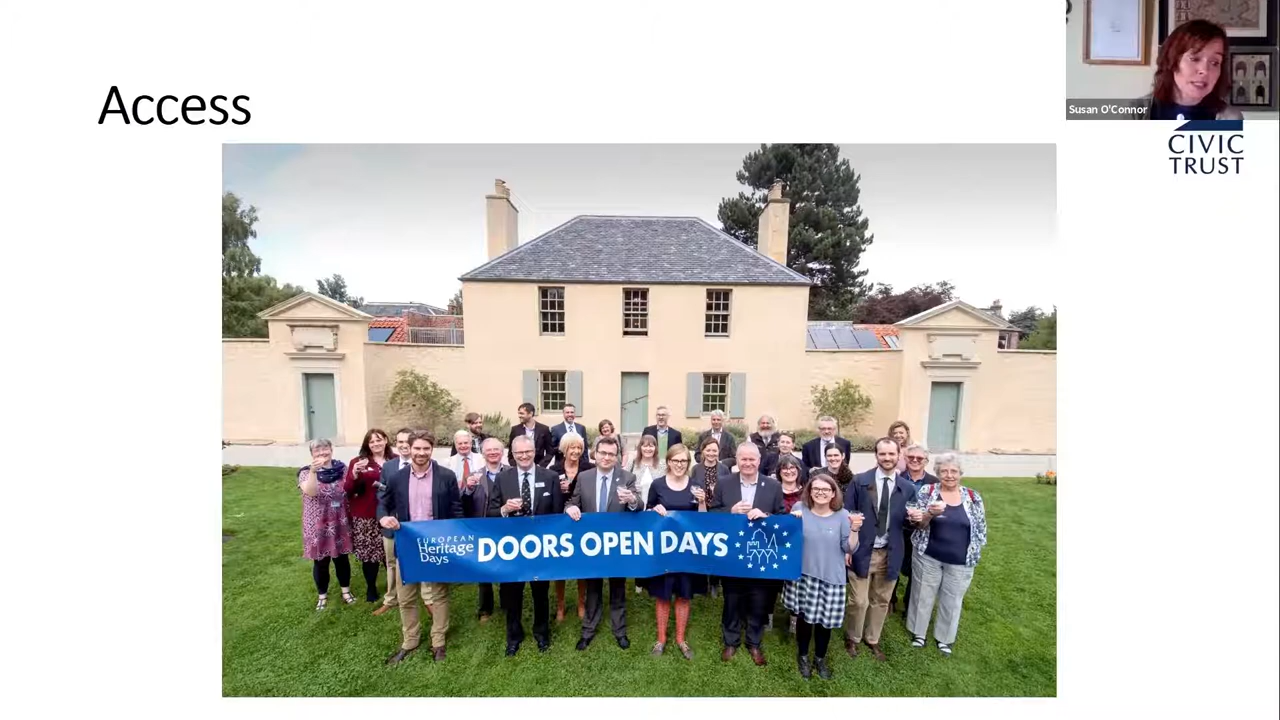 Access
Susan O'Connor
CIVIC
TRUST
EUROPEAN
Heritage
Days
DOORS OPEN DAYS